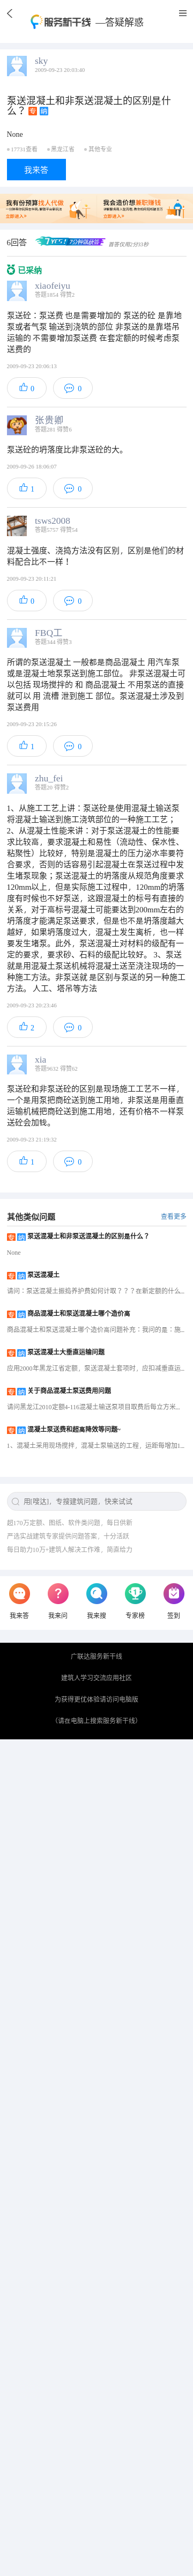 服务新干线 —答疑解惑
sky
2009-09-23 20:03:40
泵送混凝土和非泵送混凝土的区别是什
么？ 专 纳
None
17731查看 黑龙江省 其他专业
我来答
我有份预算找人代做 我会造价想兼职赚钱
立即进入> 立即进入>
6回答
已采纳
xiaofeiyu
答题1854 得赞2
泵送砼：泵送费 也是需要增加的 泵送的砼 是靠地泵或者气泵 输送到浇筑的部位 非泵送的是靠塔吊 运输的 不需要增加泵送费 在套定额的时候考虑泵送费的
2009-09-23 20:06:13
0 0
张贵卿
答题281 得赞6
泵送砼的坍落度比非泵送砼的大。
2009-09-26 18:06:07
1 0
tsws2008
答题5757 得赞54
混凝土强度、浇捣方法没有区别，区别是他们的材料配合比不一样！
2009-09-23 20:11:21
0 0
FBQ工
答题344 得赞3
所谓的泵送混凝土 一般都是商品混凝土 用汽车泵或是混凝土地泵泵送到施工部位。 非泵送混凝土可以包括 现场搅拌的 和 商品混凝土 不用泵送的直接就可以 用 流槽 泄到施工 部位。泵送混凝土涉及到泵送费用
2009-09-23 20:15:26
1 0
zhu_fei
答题20 得赞2
1、从施工工艺上讲：泵送砼是使用混凝土输送泵将混凝土输送到施工浇筑部位的一种施工工艺； 2、从混凝土性能来讲：对于泵送混凝土的性能要求比较高，要求混凝土和易性（流动性、保水性、粘聚性）比较好，特别是混凝土的压力泌水率要符合要求，否则的话容易引起混凝土在泵送过程中发生堵泵现象；泵送混凝土的坍落度从规范角度要求120mm以上，但是实际施工过程中，120mm的坍落度有时候也不好泵送，这跟混凝土的标号有直接的关系，对于高标号混凝土可能要达到200mm左右的坍落度才能满足泵送要求，但是也不是坍落度越大越好，如果坍落度过大，混凝土发生离析，也一样要发生堵泵。此外，泵送混凝土对材料的级配有一定的要求，要求砂、石料的级配比较好。 3、泵送就是用混凝土泵送机械将混凝土送至浇注现场的一种施工方法。非泵送就 是区别与泵送的另一种施工方法。 人工、塔吊等方法
2009-09-23 20:23:46
2 0
xia
答题9632 得赞62
泵送砼和非泵送砼的区别是现场施工工艺不一样，一个是用泵把商砼送到施工用地，非泵送是用垂直运输机械把商砼送到施工用地，还有价格不一样泵送砼会加钱。
2009-09-23 21:19:32
1 0
其他类似问题 查看更多
专 纳 泵送混凝土和非泵送混凝土的区别是什么？
None
专 纳 泵送混凝土
请问：泵送混凝土搬捣养护费如何计取？？？在新定额的什么...
专 纳 商品混凝土和泵送混凝土哪个造价高
商品混凝土和泵送混凝土哪个造价高问题补充：我问的是：施...
专 纳 泵送混凝土大垂直运输问题
应用2000年黑龙江省定额，泵送混凝土套项时，应扣减垂直运...
专 纳 关于商品混凝土泵送费用问题
请问黑龙江2010定额4-116混凝土输送泵项目取费后每立方米...
专 纳 混凝土泵送费和超高降效等问题~
1、混凝土采用现场搅拌，混凝土泵输送的工程，运距每增加1...
用[嗖达]，专搜建筑问题，快来试试
超170万定额、图纸、软件类问题，每日供新
严选实战建筑专家提供问题答案，十分活跃
每日助力10万+建筑人解决工作难，简直给力
我来答 我来问 我来搜 专家榜 签到
广联达服务新干线
建筑人学习交流应用社区
为获得更优体验请访问电脑版
（请在电脑上搜索服务新干线）